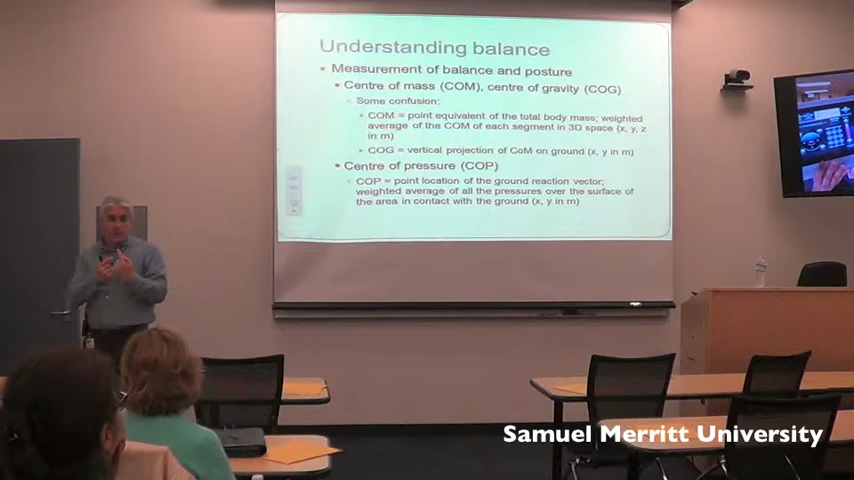 Understanding balance
• Measurement of balance and posture
• Centre of mass (COM), centre of gravity (COG)
◦ Some confusion:
• COM = point equivalent of the total body mass; weighted
average of the COM of each segment in 3D space (x, y, z
in m)
• COG = vertical projection of CoM on ground (x, y in m)
• Centre of pressure (COP)
◦ COP = point location of the ground reaction vector;
weighted average of all the pressures over the surface of
the area in contact with the ground (x, y in m)
Samuel Merritt University